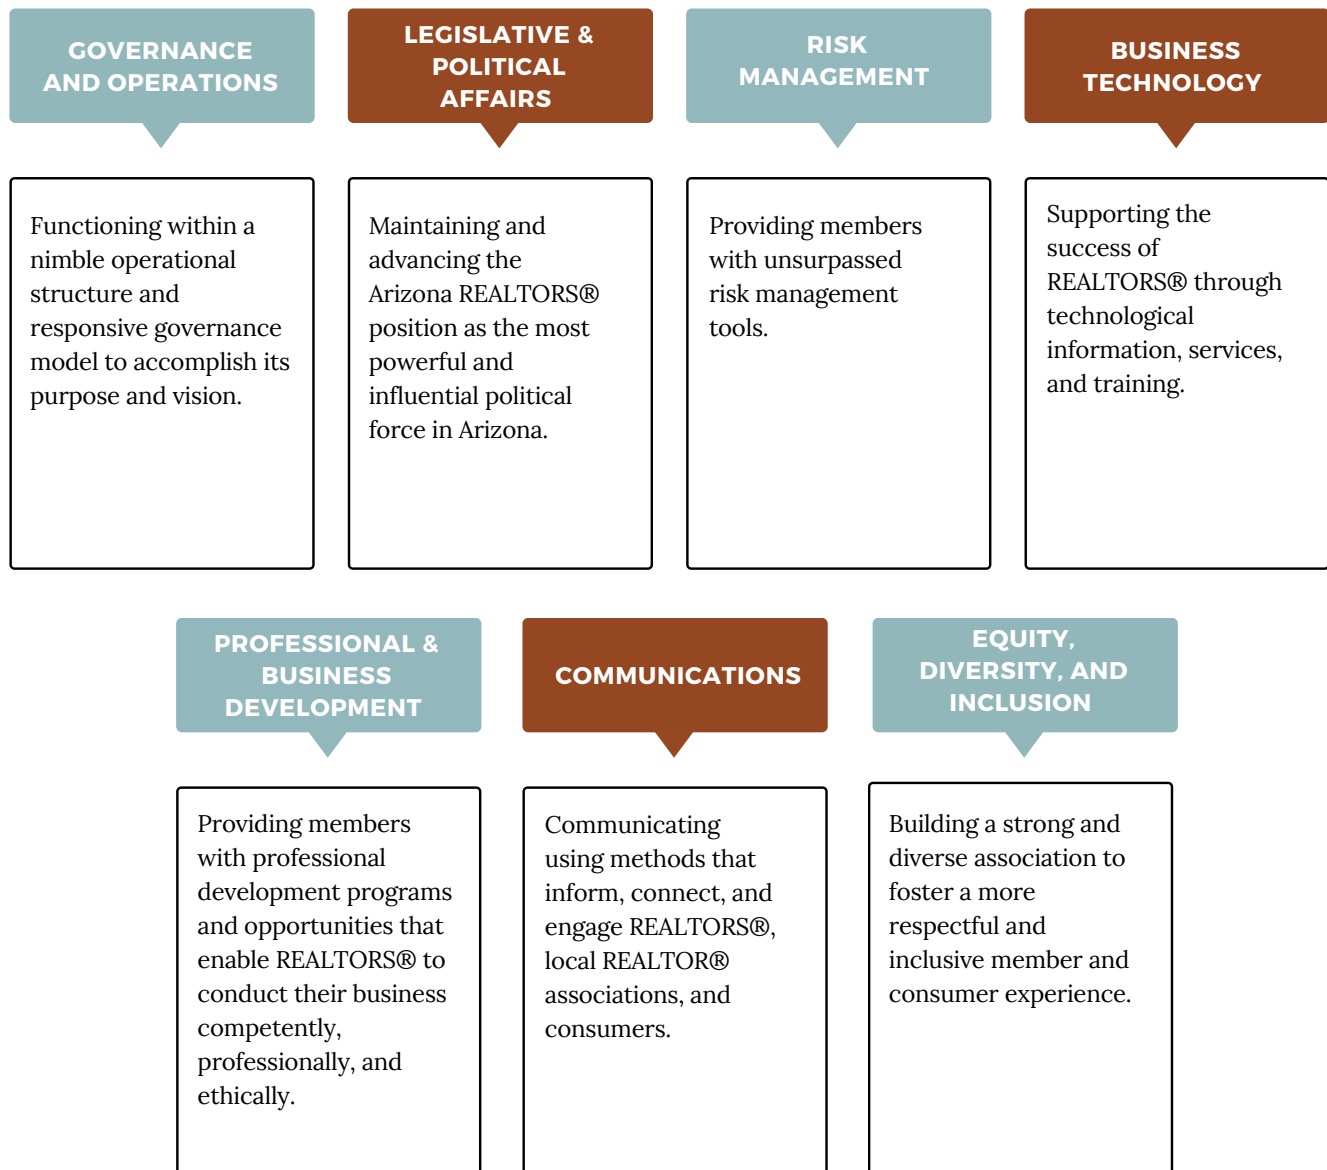 GOVERNANCE
AND OPERATIONS
Functioning within a
nimble operational
structure and
responsive governance
model to accomplish its
purpose and vision.
LEGISLATIVE &
POLITICAL
AFFAIRS
Maintaining and
advancing the
Arizona REALTORS®
position as the most
powerful and
influential political
force in Arizona.
RISK
MANAGEMENT
Providing members
with unsurpassed
risk management
tools.
BUSINESS
TECHNOLOGY
Supporting the
success of
REALTORS® through
technological
information, services,
and training.
PROFESSIONAL &
BUSINESS
DEVELOPMENT
Providing members
with professional
development programs
and opportunities that
enable REALTORS® to
conduct their business
competently,
professionally, and
ethically.
COMMUNICATIONS
Communicating
using methods that
inform, connect, and
engage REALTORS®,
local REALTOR®
associations, and
consumers.
EQUITY,
DIVERSITY, AND
INCLUSION
Building a strong and
diverse association to
foster a more
respectful and
inclusive member and
consumer experience.